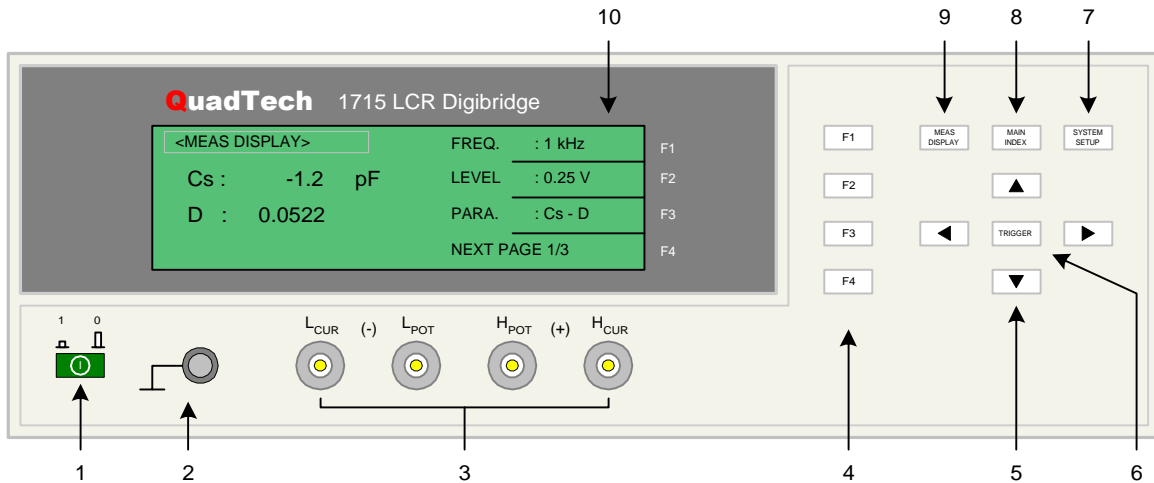 10 9 8 7
QuadTech 1715 LCR Digibridge
<MEAS DISPLAY>
Cs : -1.2 pF
D : 0.0522
FREQ. : 1 kHz
LEVEL : 0.25 V
PARA. : Cs - D
NEXT PAGE 1/3
F1
F2
F3
F4
F1
F2
F3
F4
MEAS
DISPLAY
MAIN
INDEX
SYSTEM
SETUP
TRIGGER
1 0
LCUR (-) LPOT HPOT (+) HCUR
1 2 3 4 5 6